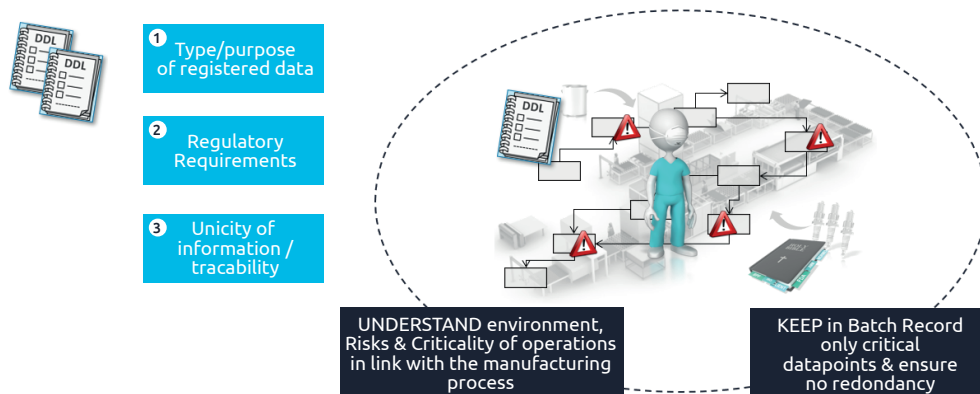 DDL
DDL
1
Type/purpose
of registered data
2
Regulatory
Requirements
3
Unicity of
information /
tracability
DDL
UNDERSTAND environment,
Risks & Criticality of operations
in link with the manufacturing
process
KEEP in Batch Record
only critical
datapoints & ensure
no redondancy